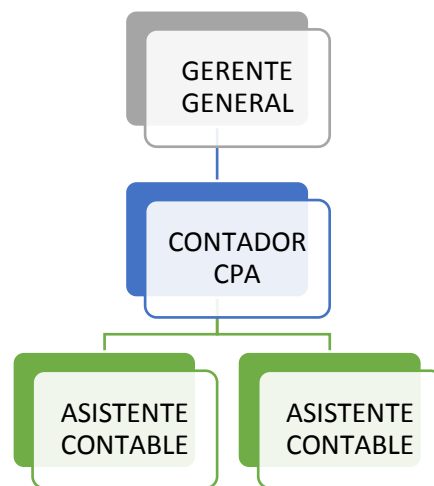 GERENTE
GENERAL
CONTADOR
CPA
ASISTENTE
CONTABLE
ASISTENTE
CONTABLE